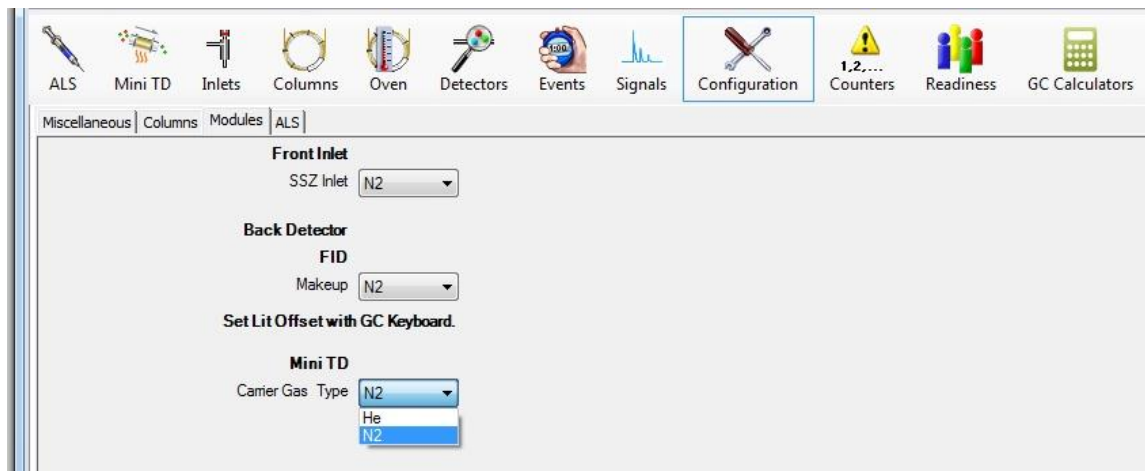 1:00
1,2,...
ALS Mini TD Inlets Columns Oven Detectors Events Signals Configuration Counters Readiness GC Calculators
Miscellaneous Columns Modules ALS
Front Inlet
SSZ Inlet N2
Back Detector
FID
Makeup N2
Set Lit Offset with GC Keyboard.
Mini TD
Carrier Gas Type N2
He
N2